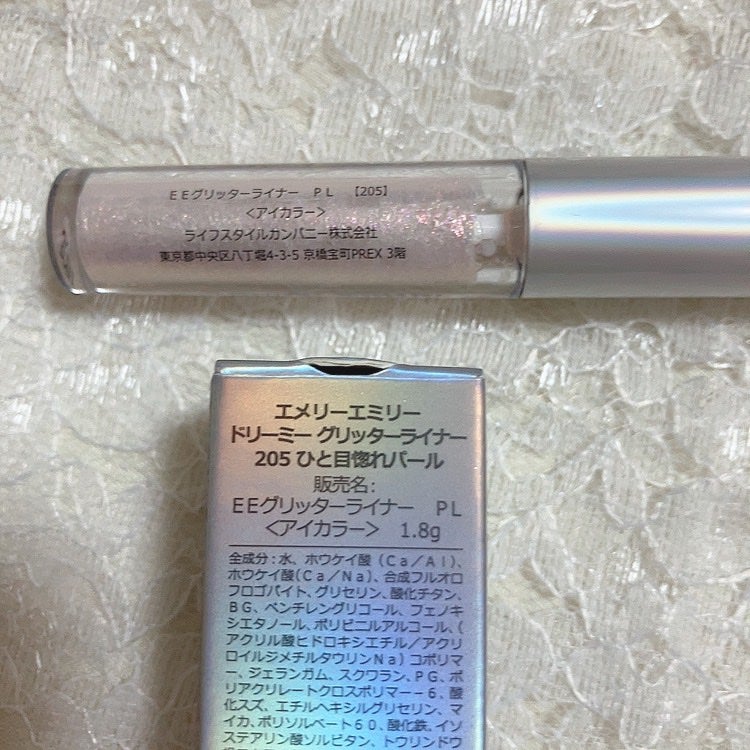 EEグリッターライナー　PL　【205】
＜アイカラー＞
ライフスタイルカンパニー株式会社
東京都中央区八丁堀4-3-5 京橋宝町PREX 3階
エメリーエミリー
ドリーミー グリッターライナー
205 ひと目惚れパール
販売名：
EEグリッターライナー　PL
＜アイカラー＞　1.8g
全成分：水、ホウケイ酸（Ca／Al）、
ホウケイ酸（Ca／Na）、合成フルオロ
フロゴパイト、グリセリン、酸化チタン、
BG、ペンチレングリコール、フェノキ
シエタノール、ポリビニルアルコール、（
アクリル酸ヒドロキシエチル／アクリ
ロイルジメチルタウリンNa）コポリマ
ー、ジェランガム、スクワラン、PG、ポ
リアクリレートクロスポリマー－6、酸
化スズ、エチルヘキシルグリセリン、マ
イカ、ポリソルベート60、酸化鉄、イソ
ステアリン酸ソルビタン、トウリンドウ